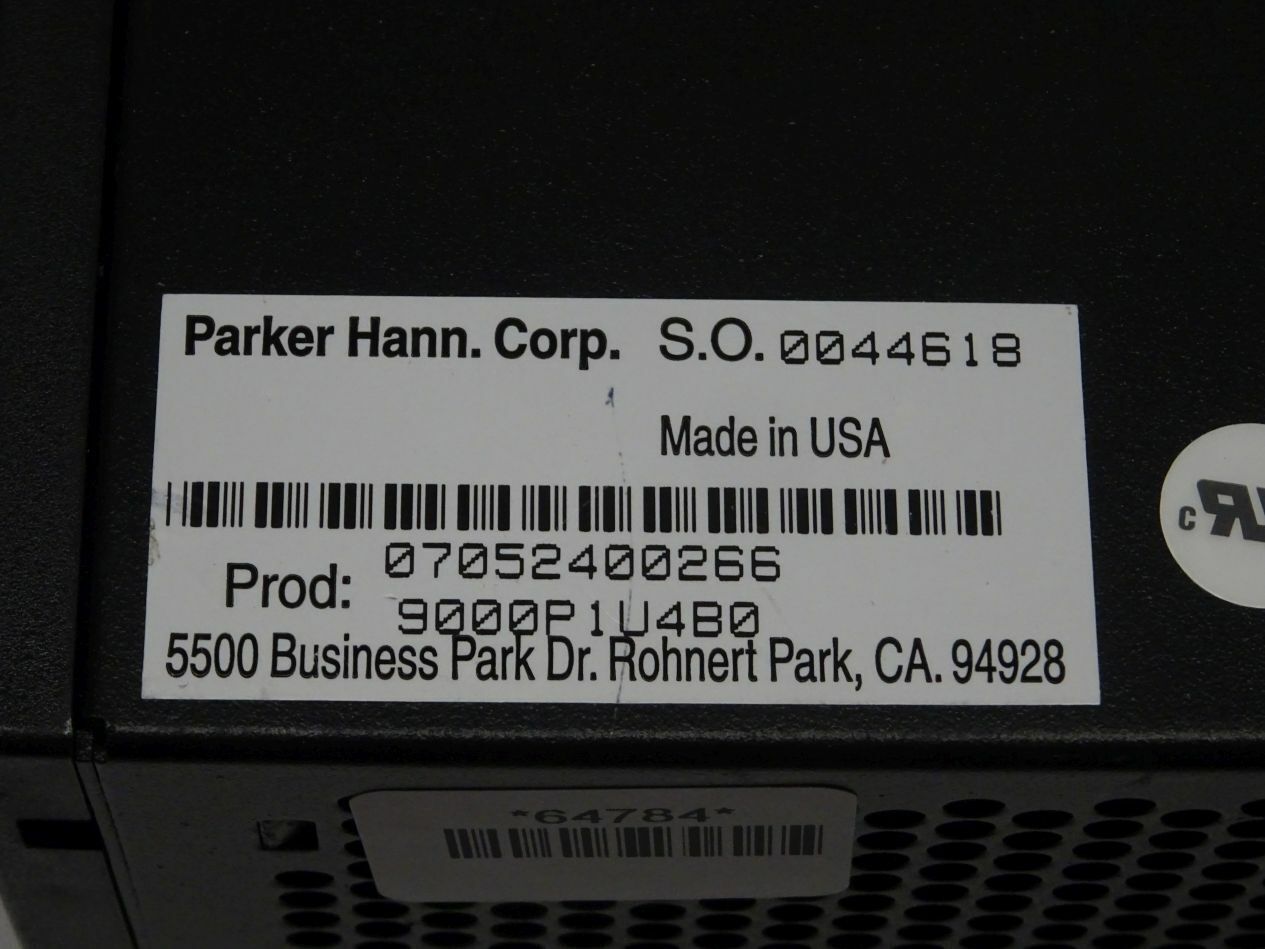 Parker Hann. Corp. S.O. 0044618
Made in USA
07052400266
Prod: 9000P1U4B0
5500 Business Park Dr. Rohnert Park, CA. 94928
c RU
*64784*